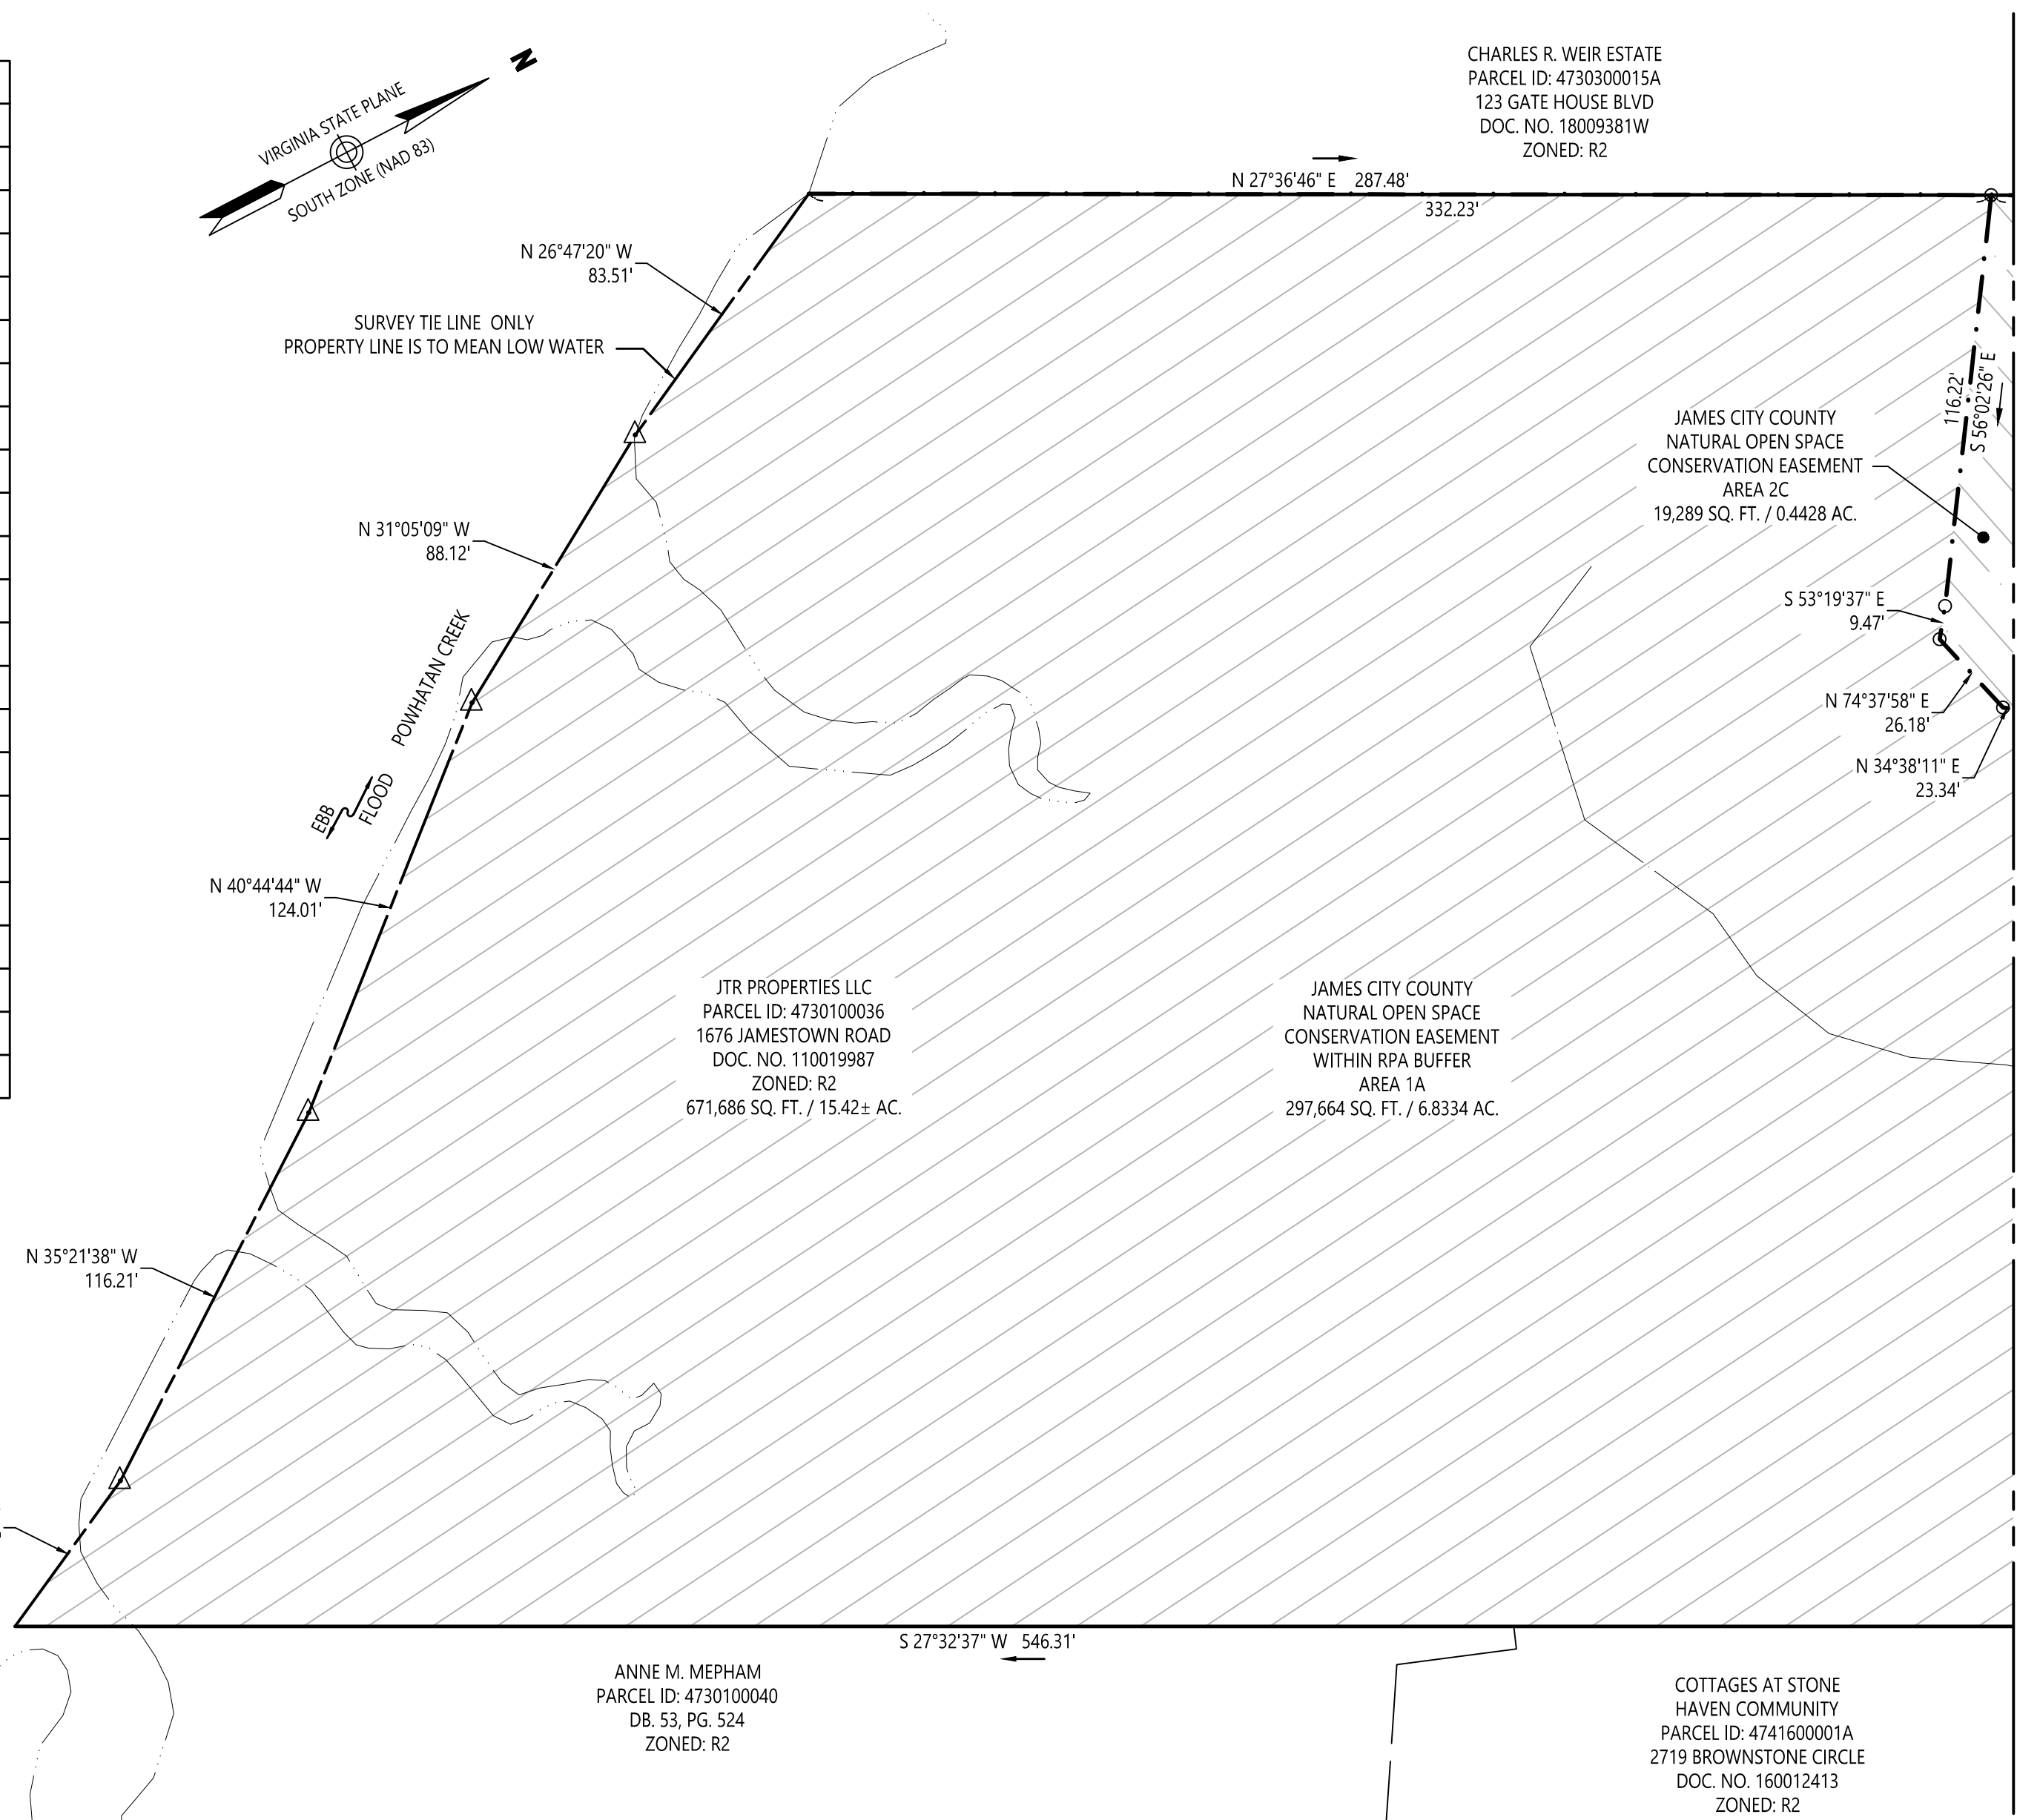 N
VIRGINIA STATE PLANE
SOUTH ZONE (NAD 83)
CHARLES R. WEIR ESTATE
PARCEL ID: 4730300015A
123 GATE HOUSE BLVD
DOC. NO. 18009381W
ZONED: R2
N 27°36'46" E 287.48'
332.23'
N 26°47'20" W
83.51'
SURVEY TIE LINE ONLY
PROPERTY LINE IS TO MEAN LOW WATER
116.22'
S 56°02'26" E
JAMES CITY COUNTY
NATURAL OPEN SPACE
CONSERVATION EASEMENT
AREA 2C
19,289 SQ. FT. / 0.4428 AC.
N 31°05'09" W
88.12'
S 53°19'37" E
9.47'
POWHATAN CREEK
N 74°37'58" E
26.18'
N 34°38'11" E
23.34'
EBB
FLOOD
N 40°44'44" W
124.01'
JTR PROPERTIES LLC
PARCEL ID: 4730100036
1676 JAMESTOWN ROAD
DOC. NO. 110019987
ZONED: R2
671,686 SQ. FT. / 15.42± AC.
JAMES CITY COUNTY
NATURAL OPEN SPACE
CONSERVATION EASEMENT
WITHIN RPA BUFFER
AREA 1A
297,664 SQ. FT. / 6.8334 AC.
N 35°21'38" W
116.21'
S 27°32'37" W 546.31'
ANNE M. MEPHAM
PARCEL ID: 4730100040
DB. 53, PG. 524
ZONED: R2
COTTAGES AT STONE
HAVEN COMMUNITY
PARCEL ID: 4741600001A
2719 BROWNSTONE CIRCLE
DOC. NO. 160012413
ZONED: R2